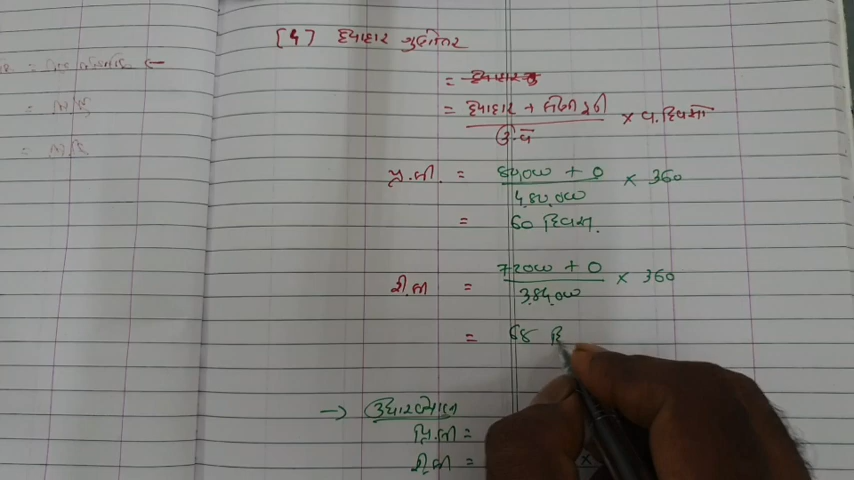 [4] દેવાદાર ગુણોત્તર
= દેવાદાર + લેણી હૂંડી
ઉ.વે × ધં.દિવસો
પ્ર.લી. = 80,000 + 0 × 360
4,80,000
= 60 દિવસ.
શ્રી.લી = 72000 + 0 × 360
3,84,000
= 68 દિ
→ ઉધારવેચાણ
પ્ર.લી =
શ્રી.લી = ×